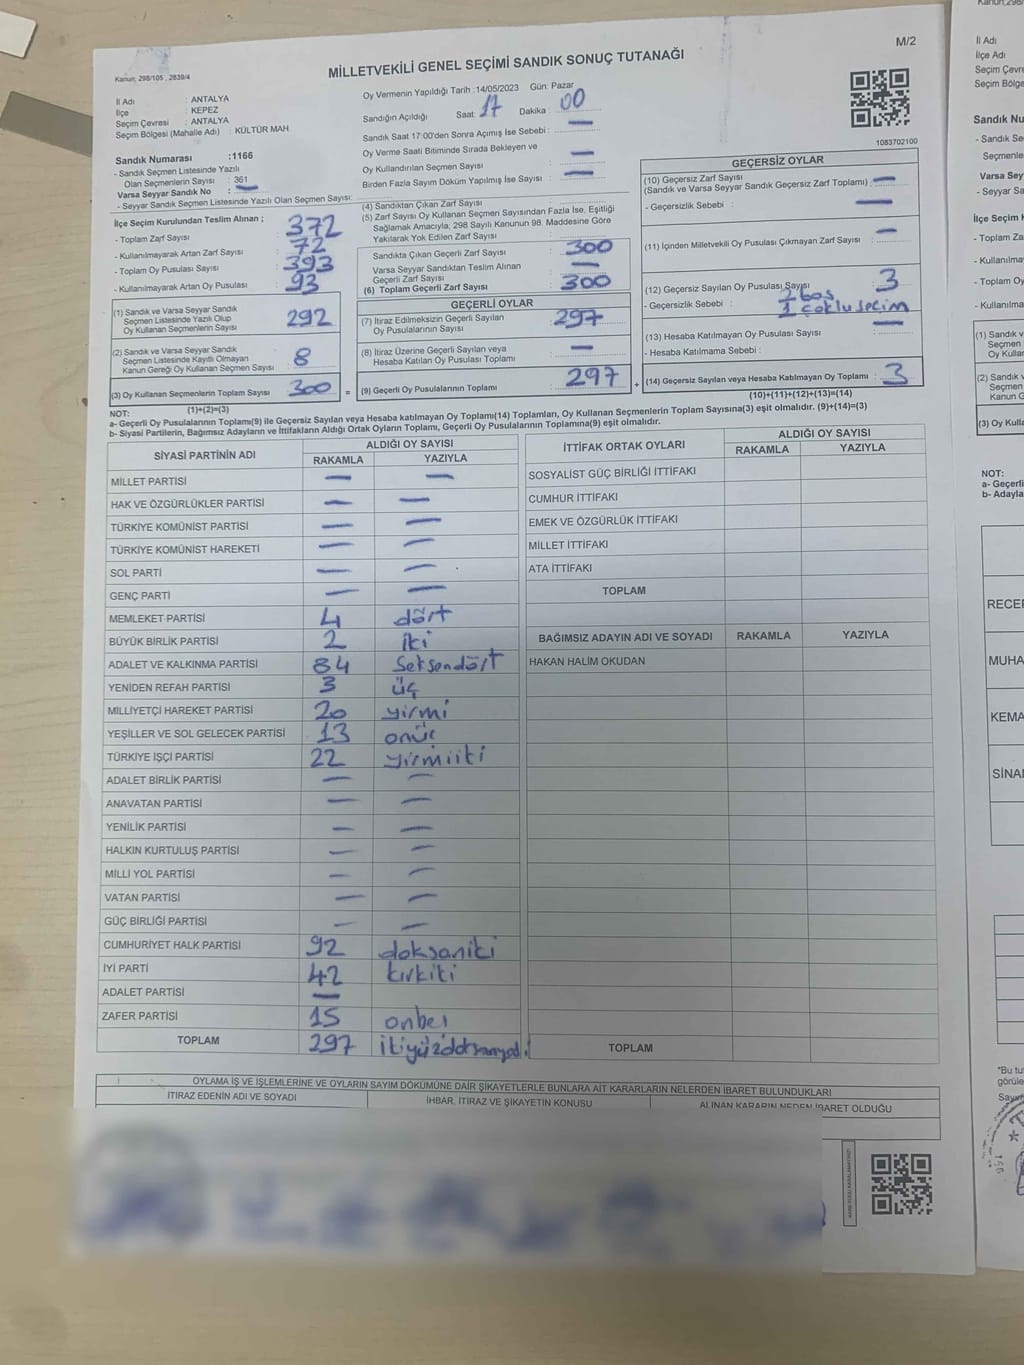 M/2
Kanun; 298/105 , 2839/4
MİLLETVEKİLİ GENEL SEÇİMİ SANDIK SONUÇ TUTANAĞI
İl Adı : ANTALYA
İlçe : KEPEZ
Seçim Çevresi : ANTALYA
Seçim Bölgesi (Mahalle Adı) : KÜLTÜR MAH
Sandık Numarası :1166
- Sandık Seçmen Listesinde Yazılı
Olan Seçmenlerin Sayısı : 361
Varsa Seyyar Sandık No : —
- Seyyar Sandık Seçmen Listesinde Yazılı Olan Seçmen Sayısı:
Oy Vermenin Yapıldığı Tarih :14/05/2023 Gün: Pazar
Sandığın Açıldığı Saat: 17 Dakika : 00
Sandık Saat 17:00'den Sonra Açımış İse Sebebi : —
Oy Verme Saati Bitiminde Sırada Bekleyen ve
Oy Kullandırılan Seçmen Sayısı : —
Birden Fazla Sayım Döküm Yapılmış İse Sayısı : —
1083702100
İlçe Seçim Kurulundan Teslim Alınan ;
- Toplam Zarf Sayısı : 372
- Kullanılmayarak Artan Zarf Sayısı : 72
- Toplam Oy Pusulası Sayısı : 393
- Kullanılmayarak Artan Oy Pusulası : 93
(1) Sandık ve Varsa Seyyar Sandık
Seçmen Listesinde Yazılı Olup
Oy Kullanan Seçmenlerin Sayısı : 292
(2) Sandık ve Varsa Seyyar Sandık
Seçmen Listesinde Kayıtlı Olmayan
Kanun Gereği Oy Kullanan Seçmen Sayısı : 8
(3) Oy Kullanan Seçmenlerin Toplam Sayısı : 300
(1)+(2)=(3)
(4) Sandıktan Çıkan Zarf Sayısı :
(5) Zarf Sayısı Oy Kullanan Seçmen Sayısından Fazla İse, Eşitliği
Sağlamak Amacıyla; 298 Sayılı Kanunun 98. Maddesine Göre
Yakılarak Yok Edilen Zarf Sayısı :
Sandıkta Çıkan Geçerli Zarf Sayısı : 300
Varsa Seyyar Sandıktan Teslim Alınan
Geçerli Zarf Sayısı : —
(6) Toplam Geçerli Zarf Sayısı : 300
GEÇERLİ OYLAR
(7) İtiraz Edilmeksizin Geçerli Sayılan
Oy Pusulalarının Sayısı : 297
(8) İtiraz Üzerine Geçerli Sayılan veya
Hesaba Katılan Oy Pusulası Toplamı : —
= (9) Geçerli Oy Pusulalarının Toplamı : 297
GEÇERSİZ OYLAR
(10) Geçersiz Zarf Sayısı : —
(Sandık ve Varsa Seyyar Sandık Geçersiz Zarf Toplamı)
- Geçersizlik Sebebi : —
(11) İçinden Milletvekili Oy Pusulası Çıkmayan Zarf Sayısı : —
(12) Geçersiz Sayılan Oy Pusulası Sayısı : 3
- Geçersizlik Sebebi : 2 boş
1 çoklu seçim
(13) Hesaba Katılmayan Oy Pusulası Sayısı : —
- Hesaba Katılmama Sebebi :
+ (14) Geçersiz Sayılan veya Hesaba Katılmayan Oy Toplamı : 3
(10)+(11)+(12)+(13)=(14)
NOT:
a- Geçerli Oy Pusulalarının Toplamı(9) ile Geçersiz Sayılan veya Hesaba katılmayan Oy Toplamı(14) Toplamları, Oy Kullanan Seçmenlerin Toplam Sayısına(3) eşit olmalıdır. (9)+(14)=(3)
b- Siyasi Partilerin, Bağımsız Adayların ve İttifakların Aldığı Ortak Oyların Toplamı, Geçerli Oy Pusulalarının Toplamına(9) eşit olmalıdır.
SİYASİ PARTİNİN ADI ALDIĞI OY SAYISI
RAKAMLA YAZIYLA
MİLLET PARTİSİ — —
HAK VE ÖZGÜRLÜKLER PARTİSİ — —
TÜRKİYE KOMÜNİST PARTİSİ — —
TÜRKİYE KOMÜNİST HAREKETİ — —
SOL PARTİ — —
GENÇ PARTİ — —
MEMLEKET PARTİSİ 4 dört
BÜYÜK BİRLİK PARTİSİ 2 iki
ADALET VE KALKINMA PARTİSİ 84 Seksendört
YENİDEN REFAH PARTİSİ 3 üç
MİLLİYETÇİ HAREKET PARTİSİ 20 yirmi
YEŞİLLER VE SOL GELECEK PARTİSİ 13 onüç
TÜRKİYE İŞÇİ PARTİSİ 22 yirmiiki
ADALET BİRLİK PARTİSİ — —
ANAVATAN PARTİSİ — —
YENİLİK PARTİSİ — —
HALKIN KURTULUŞ PARTİSİ — —
MİLLİ YOL PARTİSİ — —
VATAN PARTİSİ — —
GÜÇ BİRLİĞİ PARTİSİ — —
CUMHURİYET HALK PARTİSİ 92 doksaniki
İYİ PARTİ 42 kırkiki
ADALET PARTİSİ —
ZAFER PARTİSİ 15 onbeş
TOPLAM 297 ikiyüzdoksanyedi
İTTİFAK ORTAK OYLARI ALDIĞI OY SAYISI
RAKAMLA YAZIYLA
SOSYALİST GÜÇ BİRLİĞİ İTTİFAKI
CUMHUR İTTİFAKI
EMEK VE ÖZGÜRLÜK İTTİFAKI
MİLLET İTTİFAKI
ATA İTTİFAKI
TOPLAM
BAĞIMSIZ ADAYIN ADI VE SOYADI RAKAMLA YAZIYLA
HAKAN HALİM OKUDAN
TOPLAM
OYLAMA İŞ VE İŞLEMLERİNE VE OYLARIN SAYIM DÖKÜMÜNE DAİR ŞİKAYETLERLE BUNLARA AİT KARARLARIN NELERDEN İBARET BULUNDUKLARI
İTİRAZ EDENİN ADI VE SOYADI İHBAR, İTİRAZ VE ŞİKAYETİN KONUSU ALINAN KARARIN NEDEN İBARET OLDUĞU
Kanun;298/
İl Adı
İlçe Adı
Seçim Çevre
Seçim Bölge
Sandık Nu
- Sandık Se
Seçmenle
Varsa Sey
- Seyyar Sa
İlçe Seçim K
- Toplam Za
- Kullanılma
- Toplam Oy
- Kullanılma
(1) Sandık v
Seçmen
Oy Kullan
(2) Sandık v
Seçmen
Kanun G
(3) Oy Kulla
NOT:
a- Geçerli
b- Adayla
RECE
MUHA
KEMA
SİNA
*Bu tu
görüle